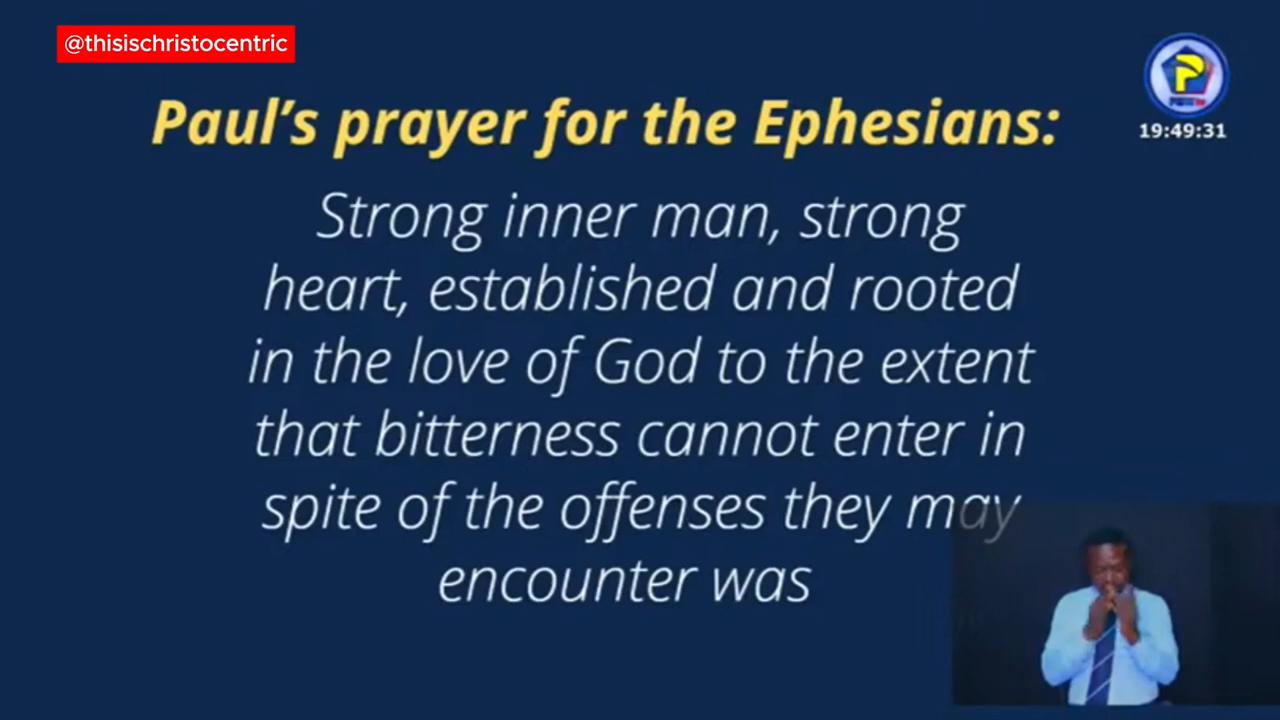 @thisischristocentric
19:49:31
Paul's prayer for the Ephesians:
Strong inner man, strong
heart, established and rooted
in the love of God to the extent
that bitterness cannot enter in
spite of the offenses they may
encounter was